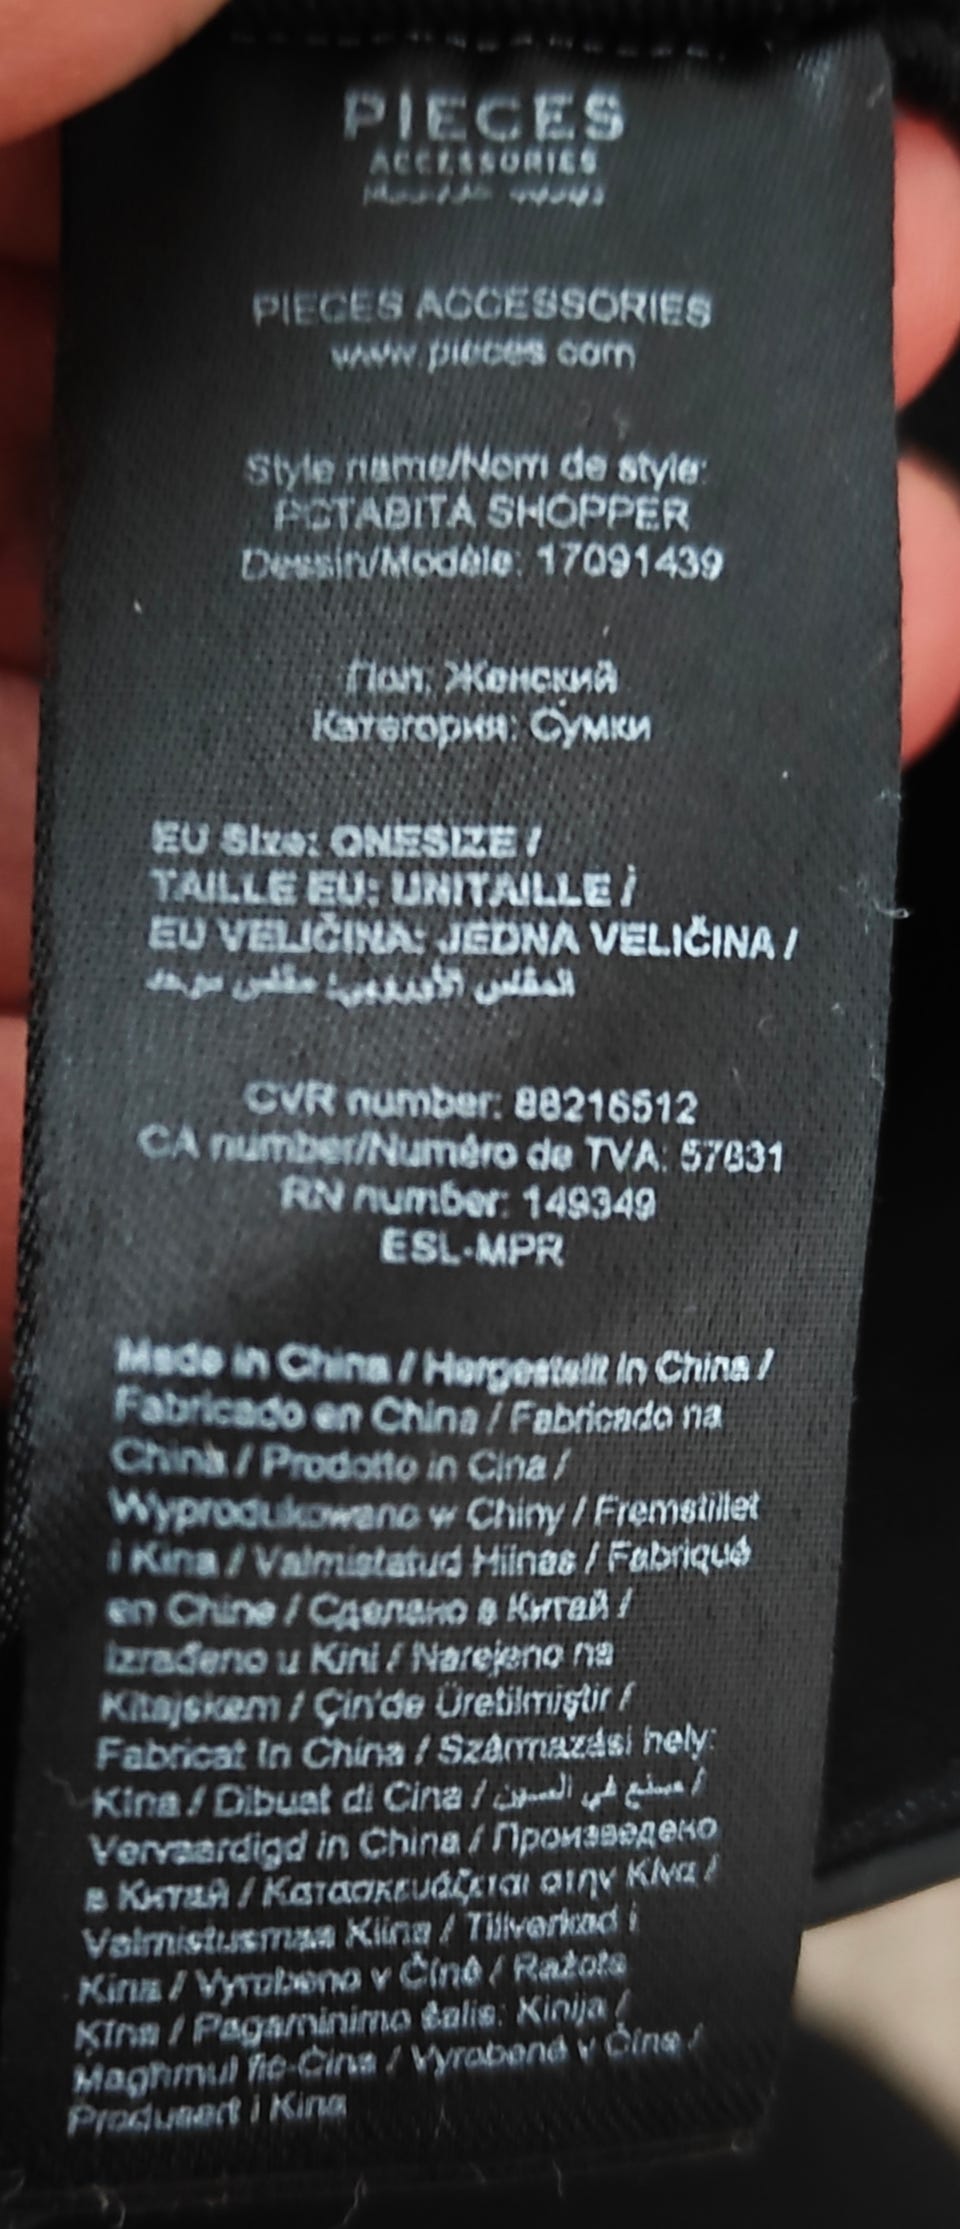 PIECES
ACCESSORIES
PIECES ACCESSORIES
www.pieces.com
Style name/Nom de style:
PCTABITA SHOPPER
Dessin/Modèle: 17091439
Пол: Женский
Категория: Сумки
EU Size: ONESIZE /
TAILLE EU: UNITAILLE /
EU VELIČINA: JEDNA VELIČINA /
المقاس الأوروبي: مقاس موحد
CVR number: 88216512
CA number/Numéro de TVA: 57831
RN number: 149349
ESL-MPR
Made in China / Hergestellt in China /
Fabricado en China / Fabricado na
China / Prodotto in Cina /
Wyprodukowano w Chiny / Fremstillet
i Kina / Valmistatud Hiinas / Fabriqué
en Chine / Сделано в Китай /
Izrađeno u Kini / Narejeno na
Kitajskem / Çin'de Üretilmiştir /
Fabricat în China / Származási hely:
Kína / Dibuat di Cina / صنع في الصين /
Vervaardigd in China / Произведено
в Китай / Κατασκευάζεται στην Κίνα /
Valmistusmaa Kiina / Tillverkad i
Kina / Vyrobeno v Číně / Ražots
Ķīna / Pagaminimo šalis: Kinija /
Magħmul fiċ-Ċina / Vyrobené v Číne /
Produsert i Kina